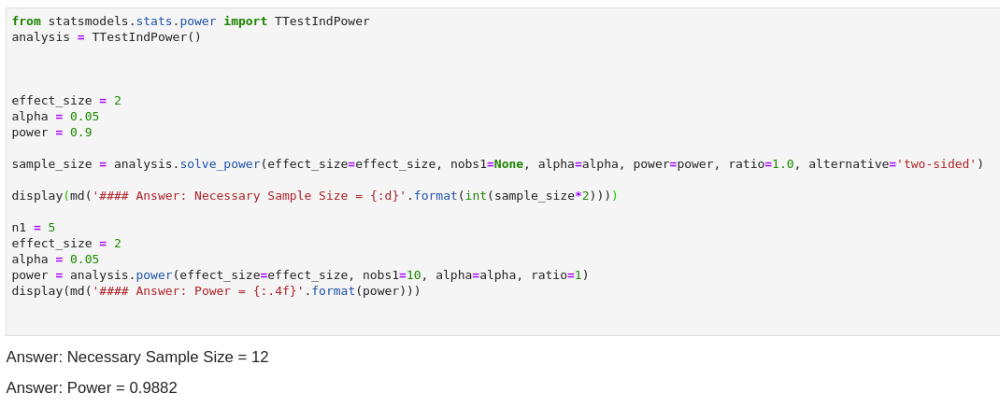 from statsmodels.stats.power import TTestIndPower
analysis = TTestIndPower()
effect_size = 2
alpha = 0.05
power = 0.9
sample_size = analysis.solve_power(effect_size=effect_size, nobs1=None, alpha=alpha, power=power, ratio=1.0, alternative='two-sided')
display(md('#### Answer: Necessary Sample Size = {:d}'.format(int(sample_size*2))))
n1 = 5
effect_size = 2
alpha = 0.05
power = analysis.power(effect_size=effect_size, nobs1=10, alpha=alpha, ratio=1)
display(md('#### Answer: Power = {:.4f}'.format(power)))
Answer: Necessary Sample Size = 12
Answer: Power = 0.9882